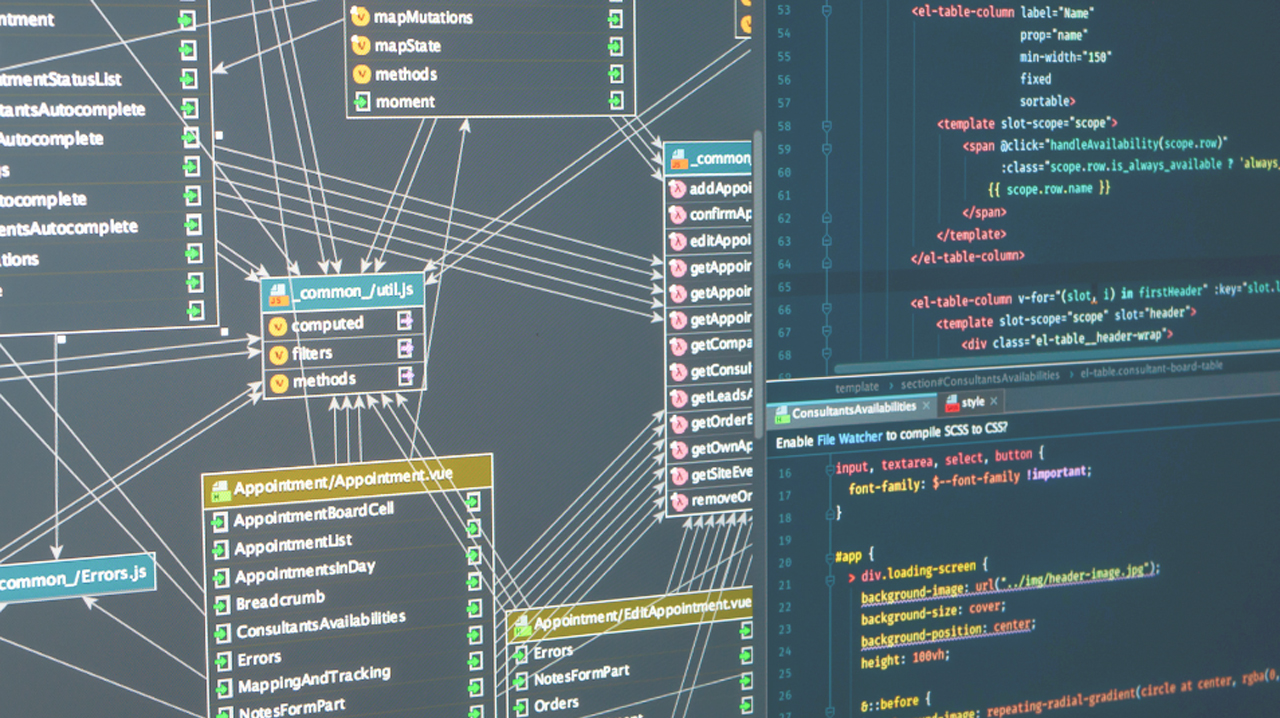 ntment
tmentStatusList
tantsAutocomplete
Autocomplete
gs
tocomplete
entsAutocomplete
tions
mapMutations
mapState
methods
moment
_common_/util.js
computed
filters
methods
_common
addAppoi
confirmAp
editAppoi
getAppoir
getAppoir
getAppoir
getCompa
getConsul
getLeadsA
getOrderE
getOwnAp
getSiteEve
removeOr
common_/Errors.js
Appointment/Appointment.vue
AppointmentBoardCell
AppointmentList
AppointmentsInDay
Breadcrumb
ConsultantsAvailabilities
Errors
MappingAndTracking
NotesFormPart
Appointment/EditAppointment.vue
Errors
NotesFormPart
Orders
53 <el-table-column label="Name"
54 prop="name"
55 min-width="150"
56 fixed
57 sortable>
58 <template slot-scope="scope">
59 <span @click="handleAvailability(scope.row)"
60 :class="scope.row.is_always_available ? 'always_
61 {{ scope.row.name }}
62 </span>
63 </template>
64 </el-table-column>
65
66 <el-table-column v-for="(slot, i) in firstHeader" :key="slot.
67 <template slot-scope="scope" slot="header">
68 <div class="el-table__header-wrap">
template › section#ConsultantsAvailabilities › el-table.consultant-board-table
ConsultantsAvailabilities × style ×
Enable File Watcher to compile SCSS to CSS?
16 input, textarea, select, button {
17 font-family: $--font-family !important;
18 }
19
20 #app {
21 > div.loading-screen {
22 background-image: url("../img/header-image.jpg");
23 background-size: cover;
24 background-position: center;
25 height: 100vh;
26
27 &::before {
repeating-radial-gradient(circle at center, rgba(0,